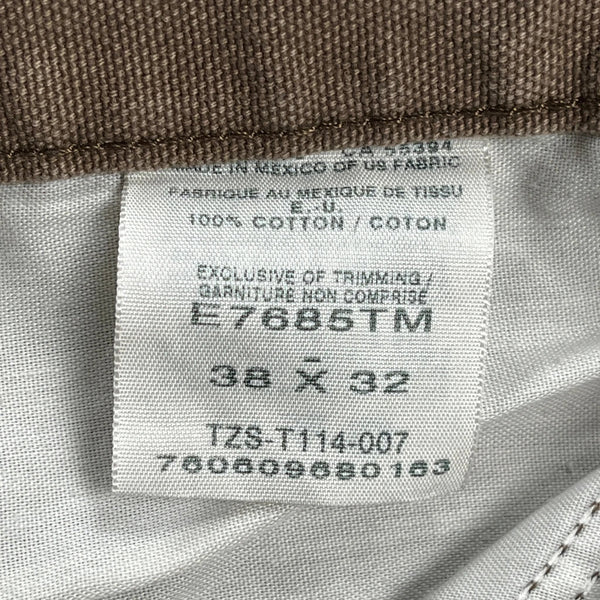 MADE IN MEXICO OF US FABRIC
FABRIQUE AU MEXIQUE DE TISSU
E.-U.
100% COTTON / COTON
EXCLUSIVE OF TRIMMING /
GARNITURE NON COMPRISE
E7685TM
38 X 32
TZS-T114-007
760809680163